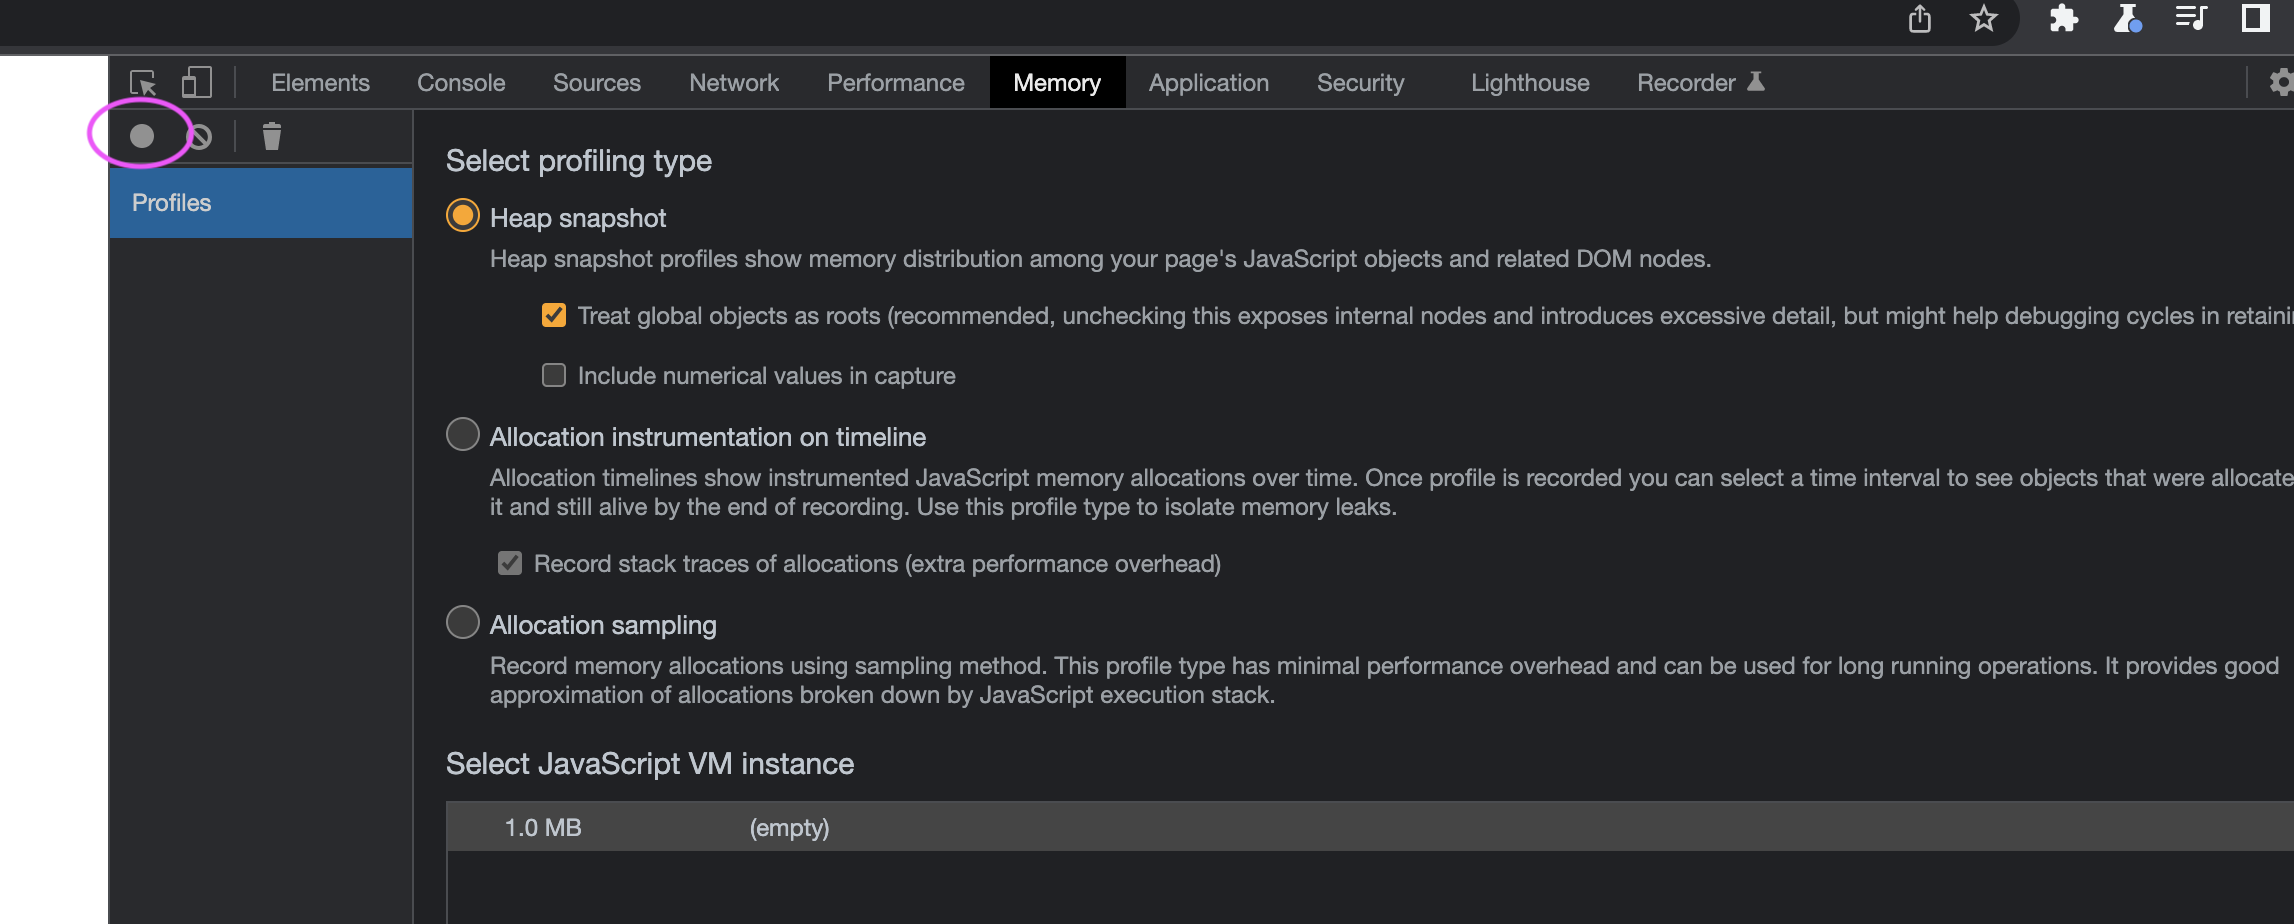 Elements Console Sources Network Performance Memory Application Security Lighthouse Recorder
Profiles
Select profiling type
Heap snapshot
Heap snapshot profiles show memory distribution among your page's JavaScript objects and related DOM nodes.
Treat global objects as roots (recommended, unchecking this exposes internal nodes and introduces excessive detail, but might help debugging cycles in retaini
Include numerical values in capture
Allocation instrumentation on timeline
Allocation timelines show instrumented JavaScript memory allocations over time. Once profile is recorded you can select a time interval to see objects that were allocate
it and still alive by the end of recording. Use this profile type to isolate memory leaks.
Record stack traces of allocations (extra performance overhead)
Allocation sampling
Record memory allocations using sampling method. This profile type has minimal performance overhead and can be used for long running operations. It provides good
approximation of allocations broken down by JavaScript execution stack.
Select JavaScript VM instance
1.0 MB (empty)